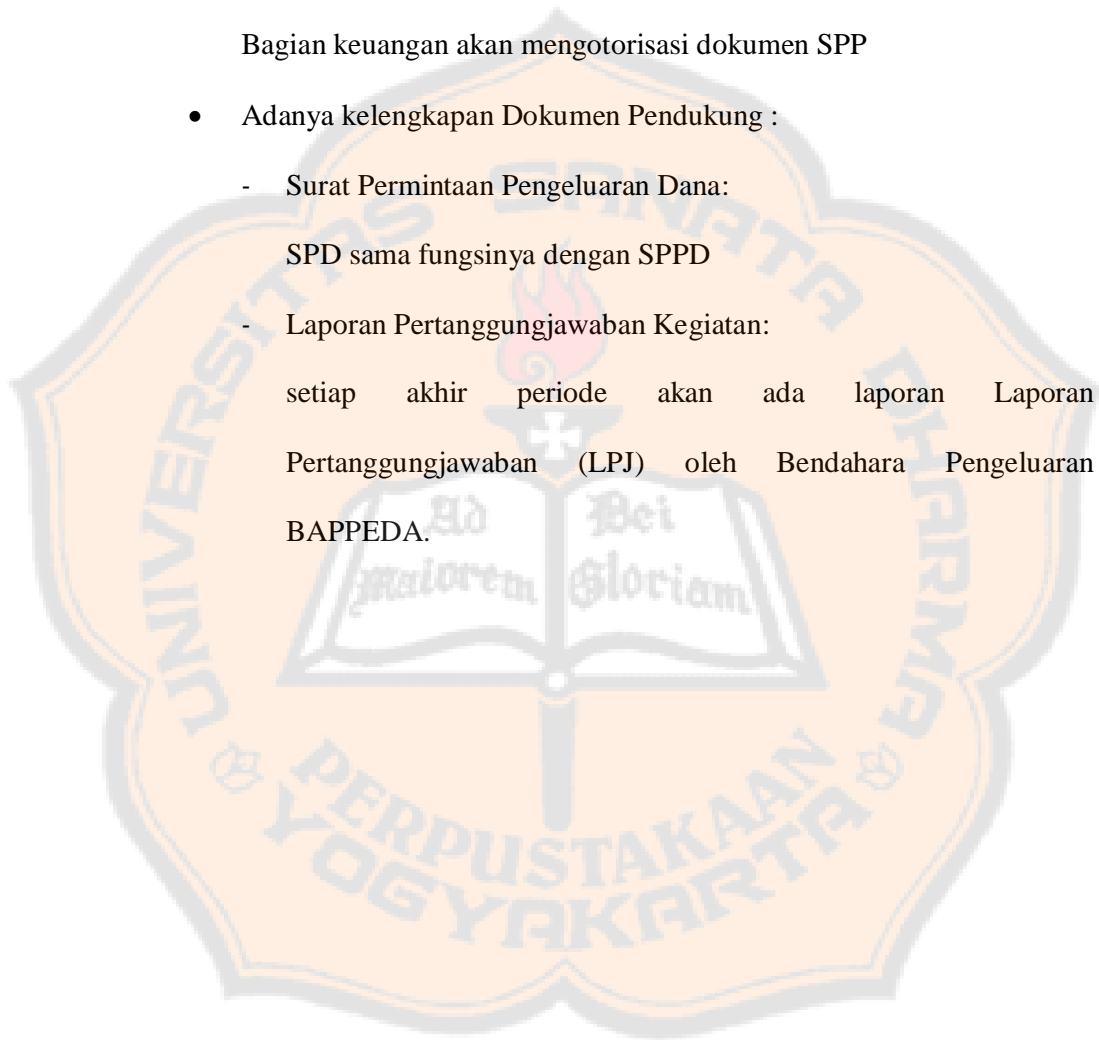 Bagian keuangan akan mengotorisasi dokumen SPP
• Adanya kelengkapan Dokumen Pendukung :
- Surat Permintaan Pengeluaran Dana:
SPD sama fungsinya dengan SPPD
- Laporan Pertanggungjawaban Kegiatan:
setiap akhir periode akan ada laporan Laporan
Pertanggungjawaban (LPJ) oleh Bendahara Pengeluaran
BAPPEDA.
UNIVERSITAS SANATA DHARMA
Ad Dei
Maiorem Gloriam
PERPUSTAKAAN
YOGYAKARTA